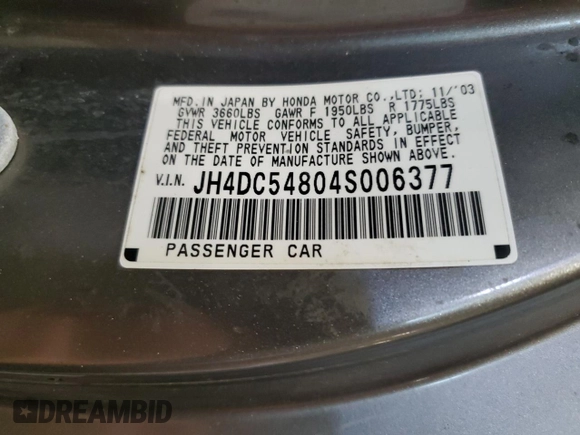 MFD.IN JAPAN BY HONDA MOTOR CO.,LTD: 11/'03
GVWR 3660LBS GAWR F 1950LBS R 1775LBS
THIS VEHICLE CONFORMS TO ALL APPLICABLE
FEDERAL MOTOR VEHICLE SAFETY, BUMPER,
AND THEFT PREVENTION STANDARDS IN EFFECT
ON THE DATE OF MANUFACTURE SHOWN ABOVE.
V.I.N. JH4DC54804S006377
PASSENGER CAR
DREAMBID